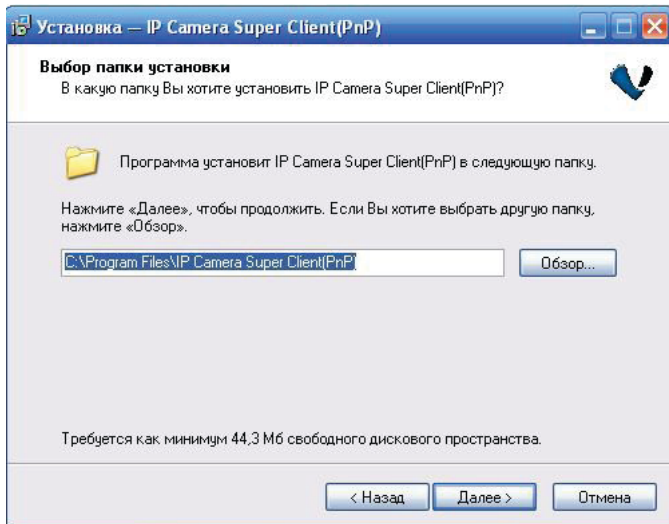 Установка — IP Camera Super Client(PnP)
Выбор папки установки
В какую папку Вы хотите установить IP Camera Super Client(PnP)?
Программа установит IP Camera Super Client(PnP) в следующую папку.
Нажмите «Далее», чтобы продолжить. Если Вы хотите выбрать другую папку,
нажмите «Обзор».
C:\Program Files\IP Camera Super Client(PnP)
Обзор...
Требуется как минимум 44,3 Мб свободного дискового пространства.
< Назад
Далее >
Отмена